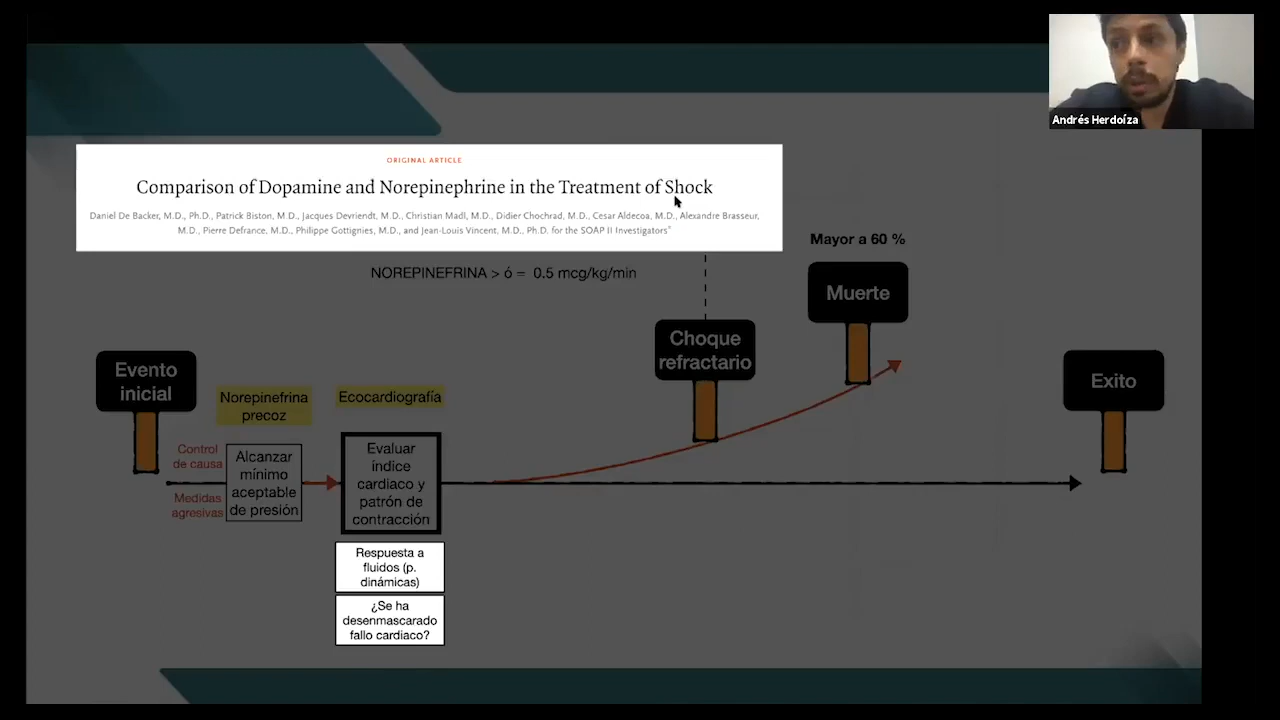 Andrés Herdoíza
ORIGINAL ARTICLE
Comparison of Dopamine and Norepinephrine in the Treatment of Shock
Daniel De Backer, M.D., Ph.D., Patrick Biston, M.D., Jacques Devriendt, M.D., Christian Madl, M.D., Didier Chochrad, M.D., Cesar Aldecoa, M.D., Alexandre Brasseur,
M.D., Pierre Defrance, M.D., Philippe Gottignies, M.D., and Jean-Louis Vincent, M.D., Ph.D. for the SOAP II Investigators*
NOREPINEFRINA > ó = 0.5 mcg/kg/min
Mayor a 60 %
Muerte
Choque
refractario
Exito
Evento
inicial
Norepinefrina
precoz
Ecocardiografía
Control
de causa
Medidas
agresivas
Alcanzar
mínimo
aceptable
de presión
Evaluar
índice
cardiaco y
patrón de
contracción
Respuesta a
fluidos (p.
dinámicas)
¿Se ha
desenmascarado
fallo cardiaco?